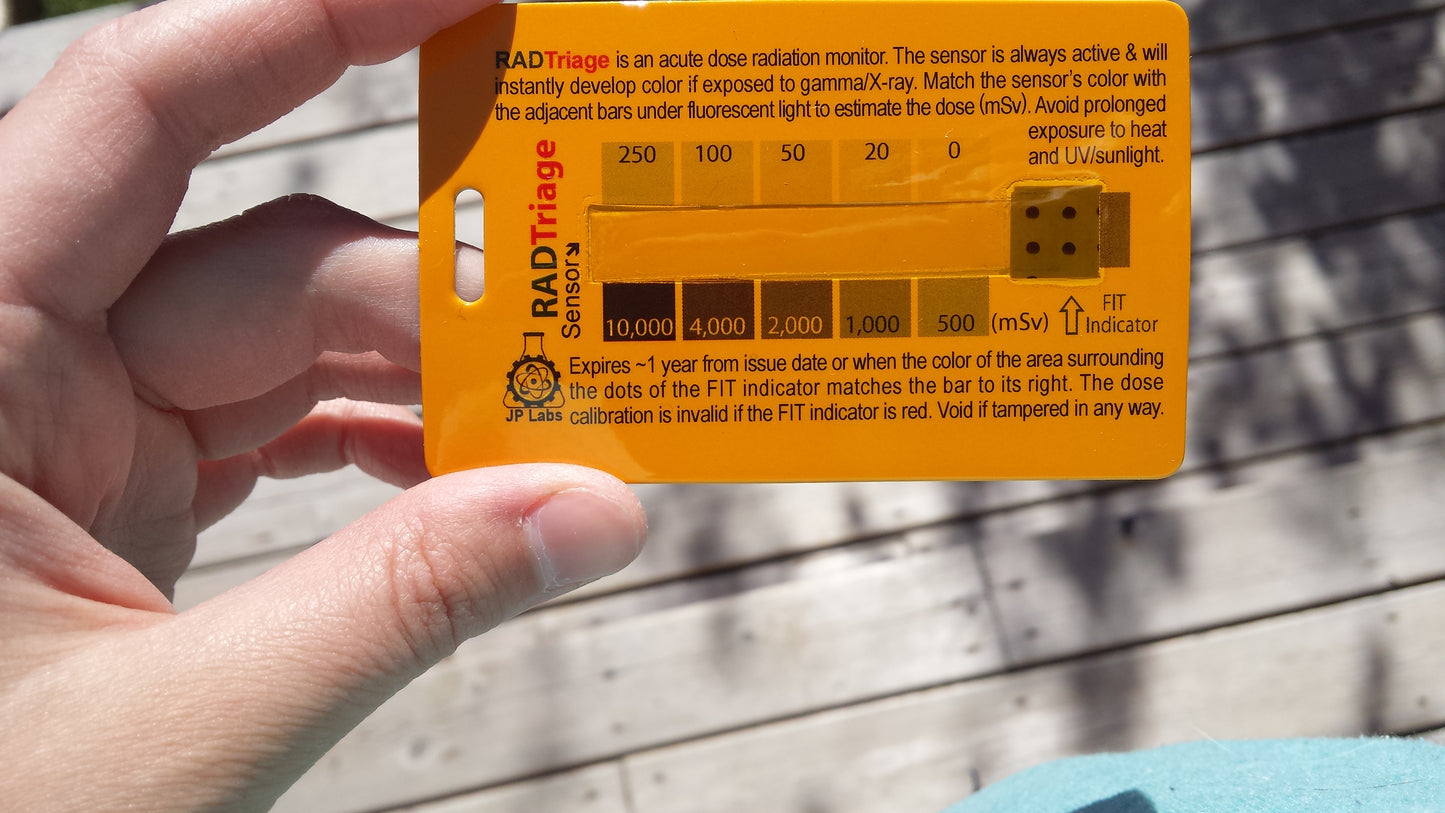 RADTriage is an acute dose radiation monitor. The sensor is always active & will
instantly develop color if exposed to gamma/X-ray. Match the sensor's color with
the adjacent bars under fluorescent light to estimate the dose (mSv). Avoid prolonged
exposure to heat
and UV/sunlight.
250 100 50 20 0
RADTriage
Sensor
10,000 4,000 2,000 1,000 500 (mSv)
FIT
Indicator
JP Labs
Expires ~1 year from issue date or when the color of the area surrounding
the dots of the FIT indicator matches the bar to its right. The dose
calibration is invalid if the FIT indicator is red. Void if tampered in any way.